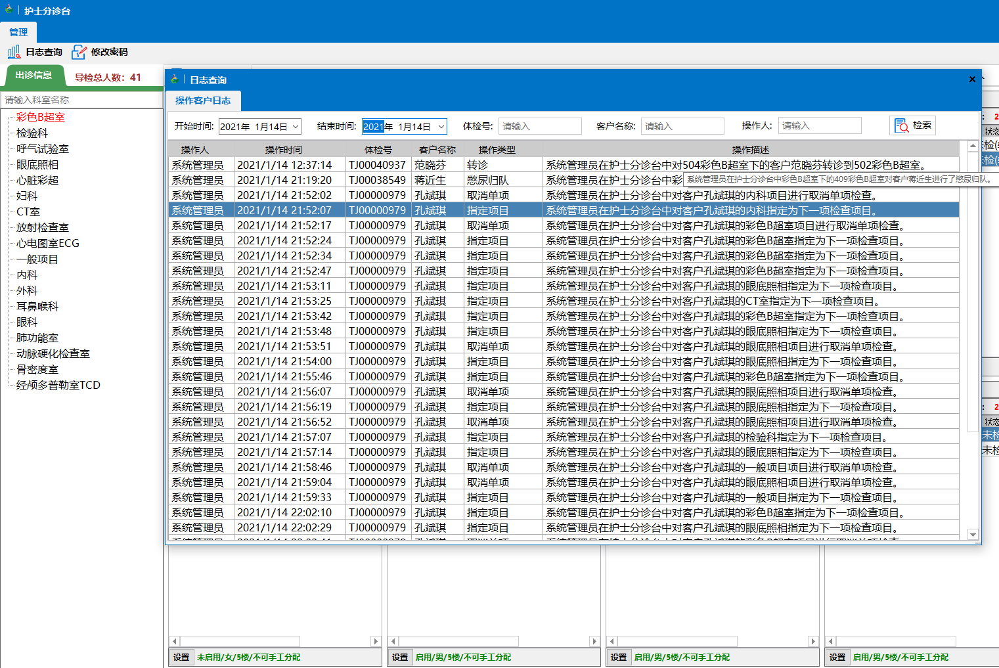 护士分诊台
管理
日志查询 修改密码
出诊信息 导检总人数：41
请输入科室名称
彩色B超室
检验科
呼气试验室
眼底照相
心脏彩超
妇科
CT室
放射检查室
心电图室ECG
一般项目
内科
外科
耳鼻喉科
眼科
肺功能室
动脉硬化检查室
骨密度室
经颅多普勒室TCD
日志查询
操作客户日志
开始时间: 2021年 1月14日 结束时间: 2021年 1月14日 体检号: 请输入 客户名称: 请输入 操作人: 请输入 检索
操作人 操作时间 体检号 客户名称 操作类型 操作描述
系统管理员 2021/1/14 12:37:14 TJ00040937 范晓芬 转诊 系统管理员在护士分诊台中对504彩色B超室下的客户范晓芬转诊到502彩色B超室。
系统管理员 2021/1/14 21:19:20 TJ00038549 蒋近生 憋尿归队 系统管理员在护士分诊台中彩
系统管理员在护士分诊台中彩色B超室下的409彩色B超室对客户蒋近生进行了憋尿归队。
系统管理员 2021/1/14 21:52:02 TJ00000979 孔斌琪 取消单项 系统管理员在护士分诊台中对客户孔斌琪的内科项目进行取消单项检查。
系统管理员 2021/1/14 21:52:07 TJ00000979 孔斌琪 指定项目 系统管理员在护士分诊台中对客户孔斌琪的内科指定为下一项检查项目。
系统管理员 2021/1/14 21:52:17 TJ00000979 孔斌琪 取消单项 系统管理员在护士分诊台中对客户孔斌琪的彩色B超室项目进行取消单项检查。
系统管理员 2021/1/14 21:52:24 TJ00000979 孔斌琪 指定项目 系统管理员在护士分诊台中对客户孔斌琪的彩色B超室指定为下一项检查项目。
系统管理员 2021/1/14 21:52:34 TJ00000979 孔斌琪 指定项目 系统管理员在护士分诊台中对客户孔斌琪的彩色B超室指定为下一项检查项目。
系统管理员 2021/1/14 21:52:47 TJ00000979 孔斌琪 指定项目 系统管理员在护士分诊台中对客户孔斌琪的彩色B超室指定为下一项检查项目。
系统管理员 2021/1/14 21:53:11 TJ00000979 孔斌琪 指定项目 系统管理员在护士分诊台中对客户孔斌琪的眼底照相指定为下一项检查项目。
系统管理员 2021/1/14 21:53:25 TJ00000979 孔斌琪 指定项目 系统管理员在护士分诊台中对客户孔斌琪的CT室指定为下一项检查项目。
系统管理员 2021/1/14 21:53:42 TJ00000979 孔斌琪 指定项目 系统管理员在护士分诊台中对客户孔斌琪的彩色B超室指定为下一项检查项目。
系统管理员 2021/1/14 21:53:48 TJ00000979 孔斌琪 指定项目 系统管理员在护士分诊台中对客户孔斌琪的眼底照相指定为下一项检查项目。
系统管理员 2021/1/14 21:53:51 TJ00000979 孔斌琪 取消单项 系统管理员在护士分诊台中对客户孔斌琪的眼底照相项目进行取消单项检查。
系统管理员 2021/1/14 21:54:00 TJ00000979 孔斌琪 指定项目 系统管理员在护士分诊台中对客户孔斌琪的眼底照相指定为下一项检查项目。
系统管理员 2021/1/14 21:55:46 TJ00000979 孔斌琪 指定项目 系统管理员在护士分诊台中对客户孔斌琪的彩色B超室指定为下一项检查项目。
系统管理员 2021/1/14 21:56:07 TJ00000979 孔斌琪 取消单项 系统管理员在护士分诊台中对客户孔斌琪的眼底照相项目进行取消单项检查。
系统管理员 2021/1/14 21:56:19 TJ00000979 孔斌琪 指定项目 系统管理员在护士分诊台中对客户孔斌琪的眼底照相指定为下一项检查项目。
系统管理员 2021/1/14 21:56:52 TJ00000979 孔斌琪 取消单项 系统管理员在护士分诊台中对客户孔斌琪的眼底照相项目进行取消单项检查。
系统管理员 2021/1/14 21:57:07 TJ00000979 孔斌琪 指定项目 系统管理员在护士分诊台中对客户孔斌琪的检验科指定为下一项检查项目。
系统管理员 2021/1/14 21:57:14 TJ00000979 孔斌琪 指定项目 系统管理员在护士分诊台中对客户孔斌琪的眼底照相指定为下一项检查项目。
系统管理员 2021/1/14 21:58:46 TJ00000979 孔斌琪 取消单项 系统管理员在护士分诊台中对客户孔斌琪的一般项目项目进行取消单项检查。
系统管理员 2021/1/14 21:59:04 TJ00000979 孔斌琪 取消单项 系统管理员在护士分诊台中对客户孔斌琪的眼底照相项目进行取消单项检查。
系统管理员 2021/1/14 21:59:33 TJ00000979 孔斌琪 指定项目 系统管理员在护士分诊台中对客户孔斌琪的一般项目指定为下一项检查项目。
系统管理员 2021/1/14 22:02:10 TJ00000979 孔斌琪 指定项目 系统管理员在护士分诊台中对客户孔斌琪的彩色B超室指定为下一项检查项目。
系统管理员 2021/1/14 22:02:29 TJ00000979 孔斌琪 指定项目 系统管理员在护士分诊台中对客户孔斌琪的眼底照相指定为下一项检查项目。
: 2
状态
检(
检(
: 2
状态
未检
未检
设置 未启用/女/5楼/不可手工分配 设置 启用/男/5楼/不可手工分配 设置 启用/男/5楼/不可手工分配 设置 启用/男/5楼/不可手工分配